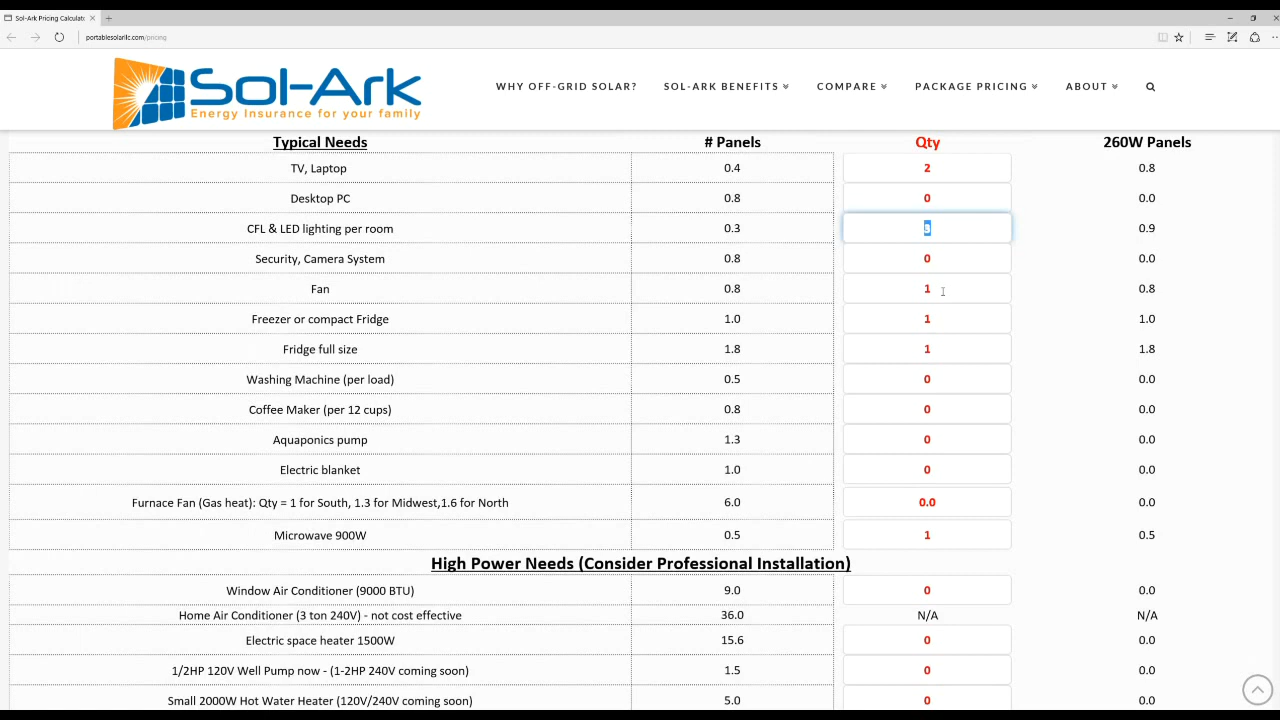 Sol-Ark Pricing Calculat
portablesolarllc.com/pricing
Sol-Ark
Energy Insurance for your family
WHY OFF-GRID SOLAR? SOL-ARK BENEFITS COMPARE PACKAGE PRICING ABOUT
Typical Needs # Panels Qty 260W Panels
TV, Laptop 0.4 2 0.8
Desktop PC 0.8 0 0.0
CFL & LED lighting per room 0.3 0.9
Security, Camera System 0.8 0 0.0
Fan 0.8 1 0.8
Freezer or compact Fridge 1.0 1 1.0
Fridge full size 1.8 1 1.8
Washing Machine (per load) 0.5 0 0.0
Coffee Maker (per 12 cups) 0.8 0 0.0
Aquaponics pump 1.3 0 0.0
Electric blanket 1.0 0 0.0
Furnace Fan (Gas heat): Qty = 1 for South, 1.3 for Midwest,1.6 for North 6.0 0.0 0.0
Microwave 900W 0.5 1 0.5
High Power Needs (Consider Professional Installation)
Window Air Conditioner (9000 BTU) 9.0 0 0.0
Home Air Conditioner (3 ton 240V) - not cost effective 36.0 N/A N/A
Electric space heater 1500W 15.6 0 0.0
1/2HP 120V Well Pump now - (1-2HP 240V coming soon) 1.5 0 0.0
Small 2000W Hot Water Heater (120V/240V coming soon) 5.0 0 0.0